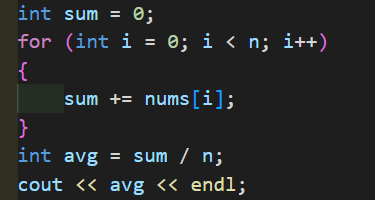 int sum = 0;
for (int i = 0; i < n; i++)
{
    sum += nums[i];
}
int avg = sum / n;
cout << avg << endl;